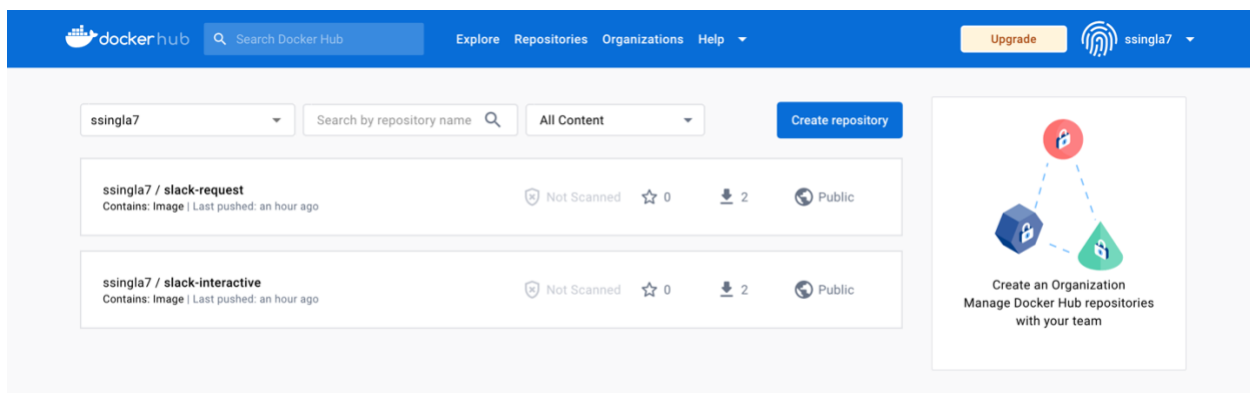 dockerhub
Search Docker Hub
Explore Repositories Organizations Help
Upgrade
ssingla7
ssingla7
Search by repository name
All Content
Create repository
ssingla7 / slack-request
Contains: Image | Last pushed: an hour ago
Not Scanned
0
2
Public
ssingla7 / slack-interactive
Contains: Image | Last pushed: an hour ago
Not Scanned
0
2
Public
Create an Organization
Manage Docker Hub repositories
with your team